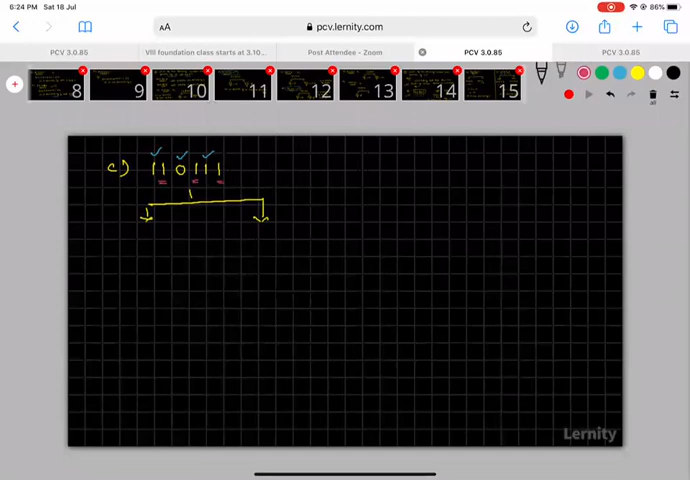 6:24 PM Sat 18 Jul 86%
AA pcv.lernity.com
PCV 3.0.85 VIII foundation class starts at 3.10... Post Attendee - Zoom PCV 3.0.85 PCV 3.0.85
8 9 10 11 12 13 14 15
all
c) 110111
Lernity